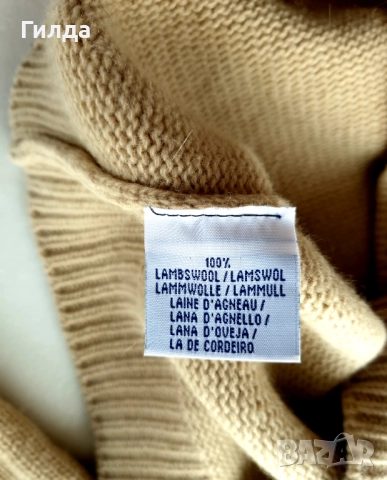 Гилда
100%
LAMBSWOOL / LAMSWOL
LAMMWOLLE / LAMMULL
LAINE D'AGNEAU /
LANA D'AGNELLO /
LANA D'OVEJA /
LA DE CORDEIRO
BAZAR